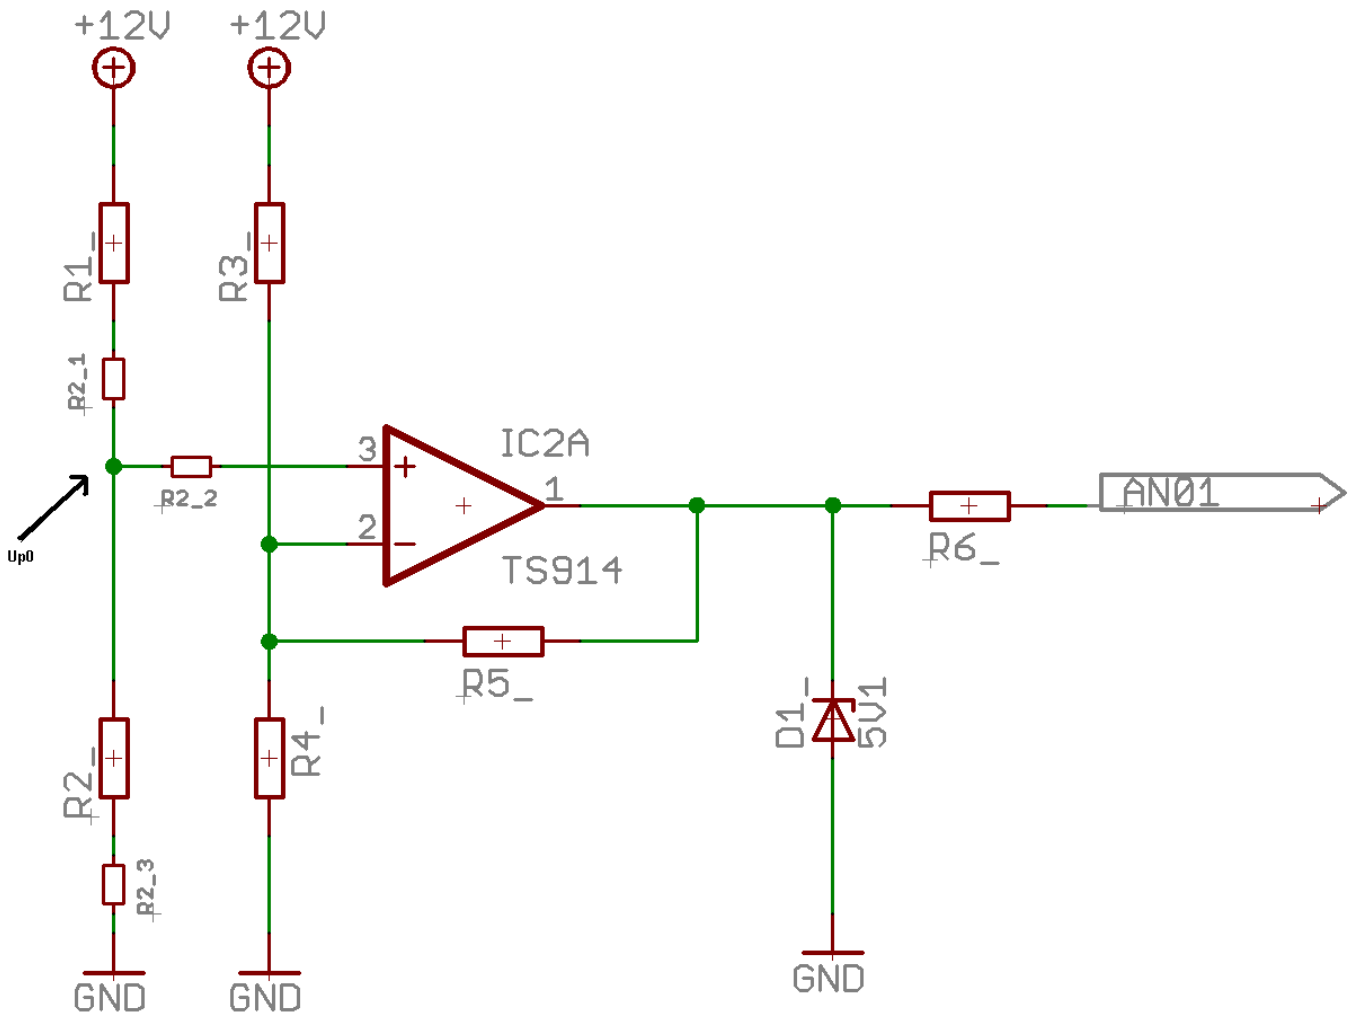 +12V
+12V
R1_
R3_
R2_1
3
IC2A
+
1
AN01
R2_2
2
R6_
Up0
TS914
R5_
D1_
5V1
R2_
R4_
R2_3
GND
GND
GND